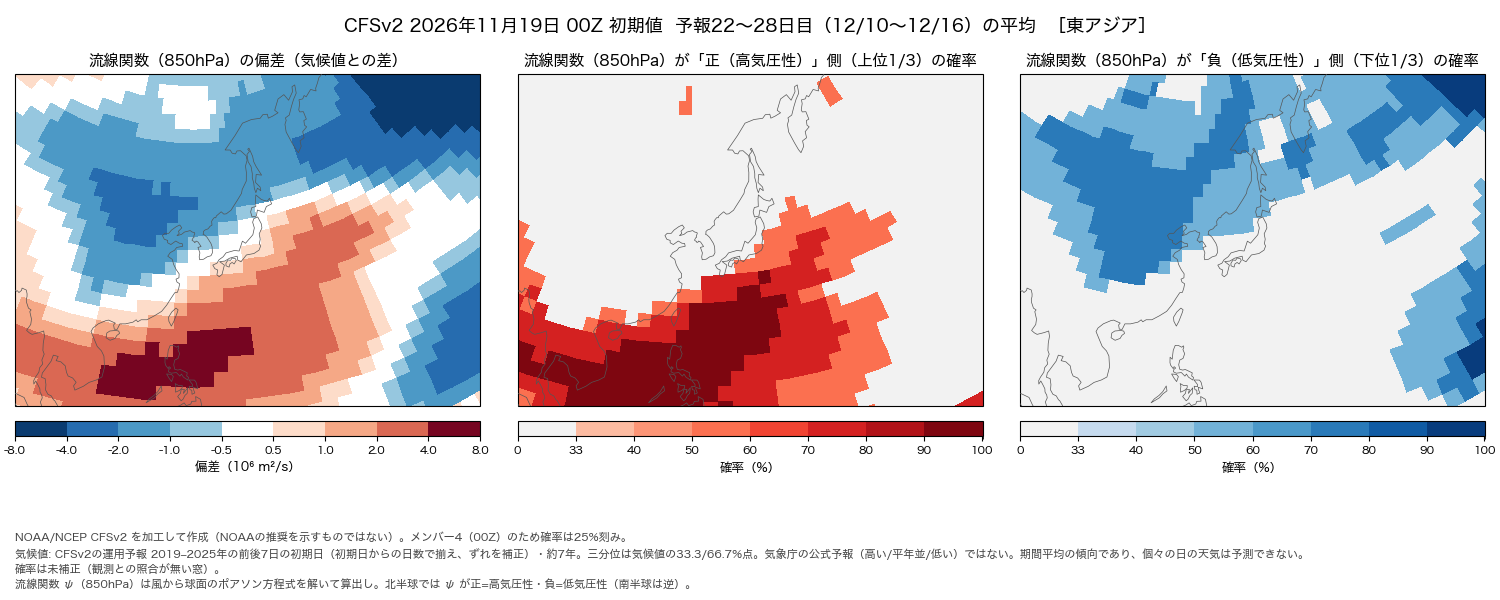 CFSv2 2026年11月19日 00Z 初期値 予報22～28日目（12/10～12/16）の平均 ［東アジア］
流線関数（850hPa）の偏差（気候値との差）
流線関数（850hPa）が「正（高気圧性）」側（上位1/3）の確率
流線関数（850hPa）が「負（低気圧性）」側（下位1/3）の確率
-8.0 -4.0 -2.0 -1.0 -0.5 0.5 1.0 2.0 4.0 8.0
偏差（10⁶ m²/s）
0 33 40 50 60 70 80 90 100
確率（%）
0 33 40 50 60 70 80 90 100
確率（%）
NOAA/NCEP CFSv2 を加工して作成（NOAAの推奨を示すものではない）。メンバー4（00Z）のため確率は25%刻み。
気候値: CFSv2の運用予報 2019–2025年の前後7日の初期日（初期日からの日数で揃え、ずれを補正）・約7年。三分位は気候値の33.3/66.7%点。気象庁の公式予報（高い/平年並/低い）ではない。期間平均の傾向であり、個々の日の天気は予測できない。
確率は未補正（観測との照合が無い窓）。
流線関数 ψ（850hPa）は風から球面のポアソン方程式を解いて算出し。北半球では ψ が正=高気圧性・負=低気圧性（南半球は逆）。